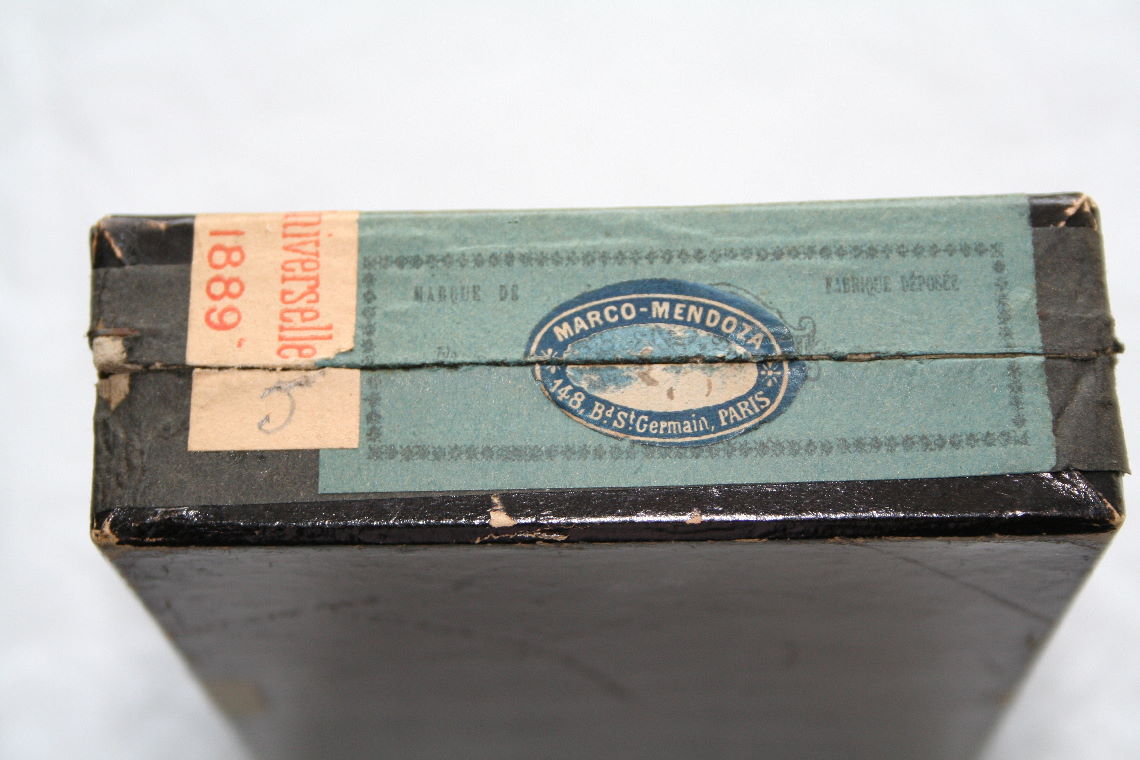 niverselle
1889
MARQUE DE
FABRIQUE DÉPOSÉE
MARCO-MENDOZA
148, Bd St Germain, PARIS